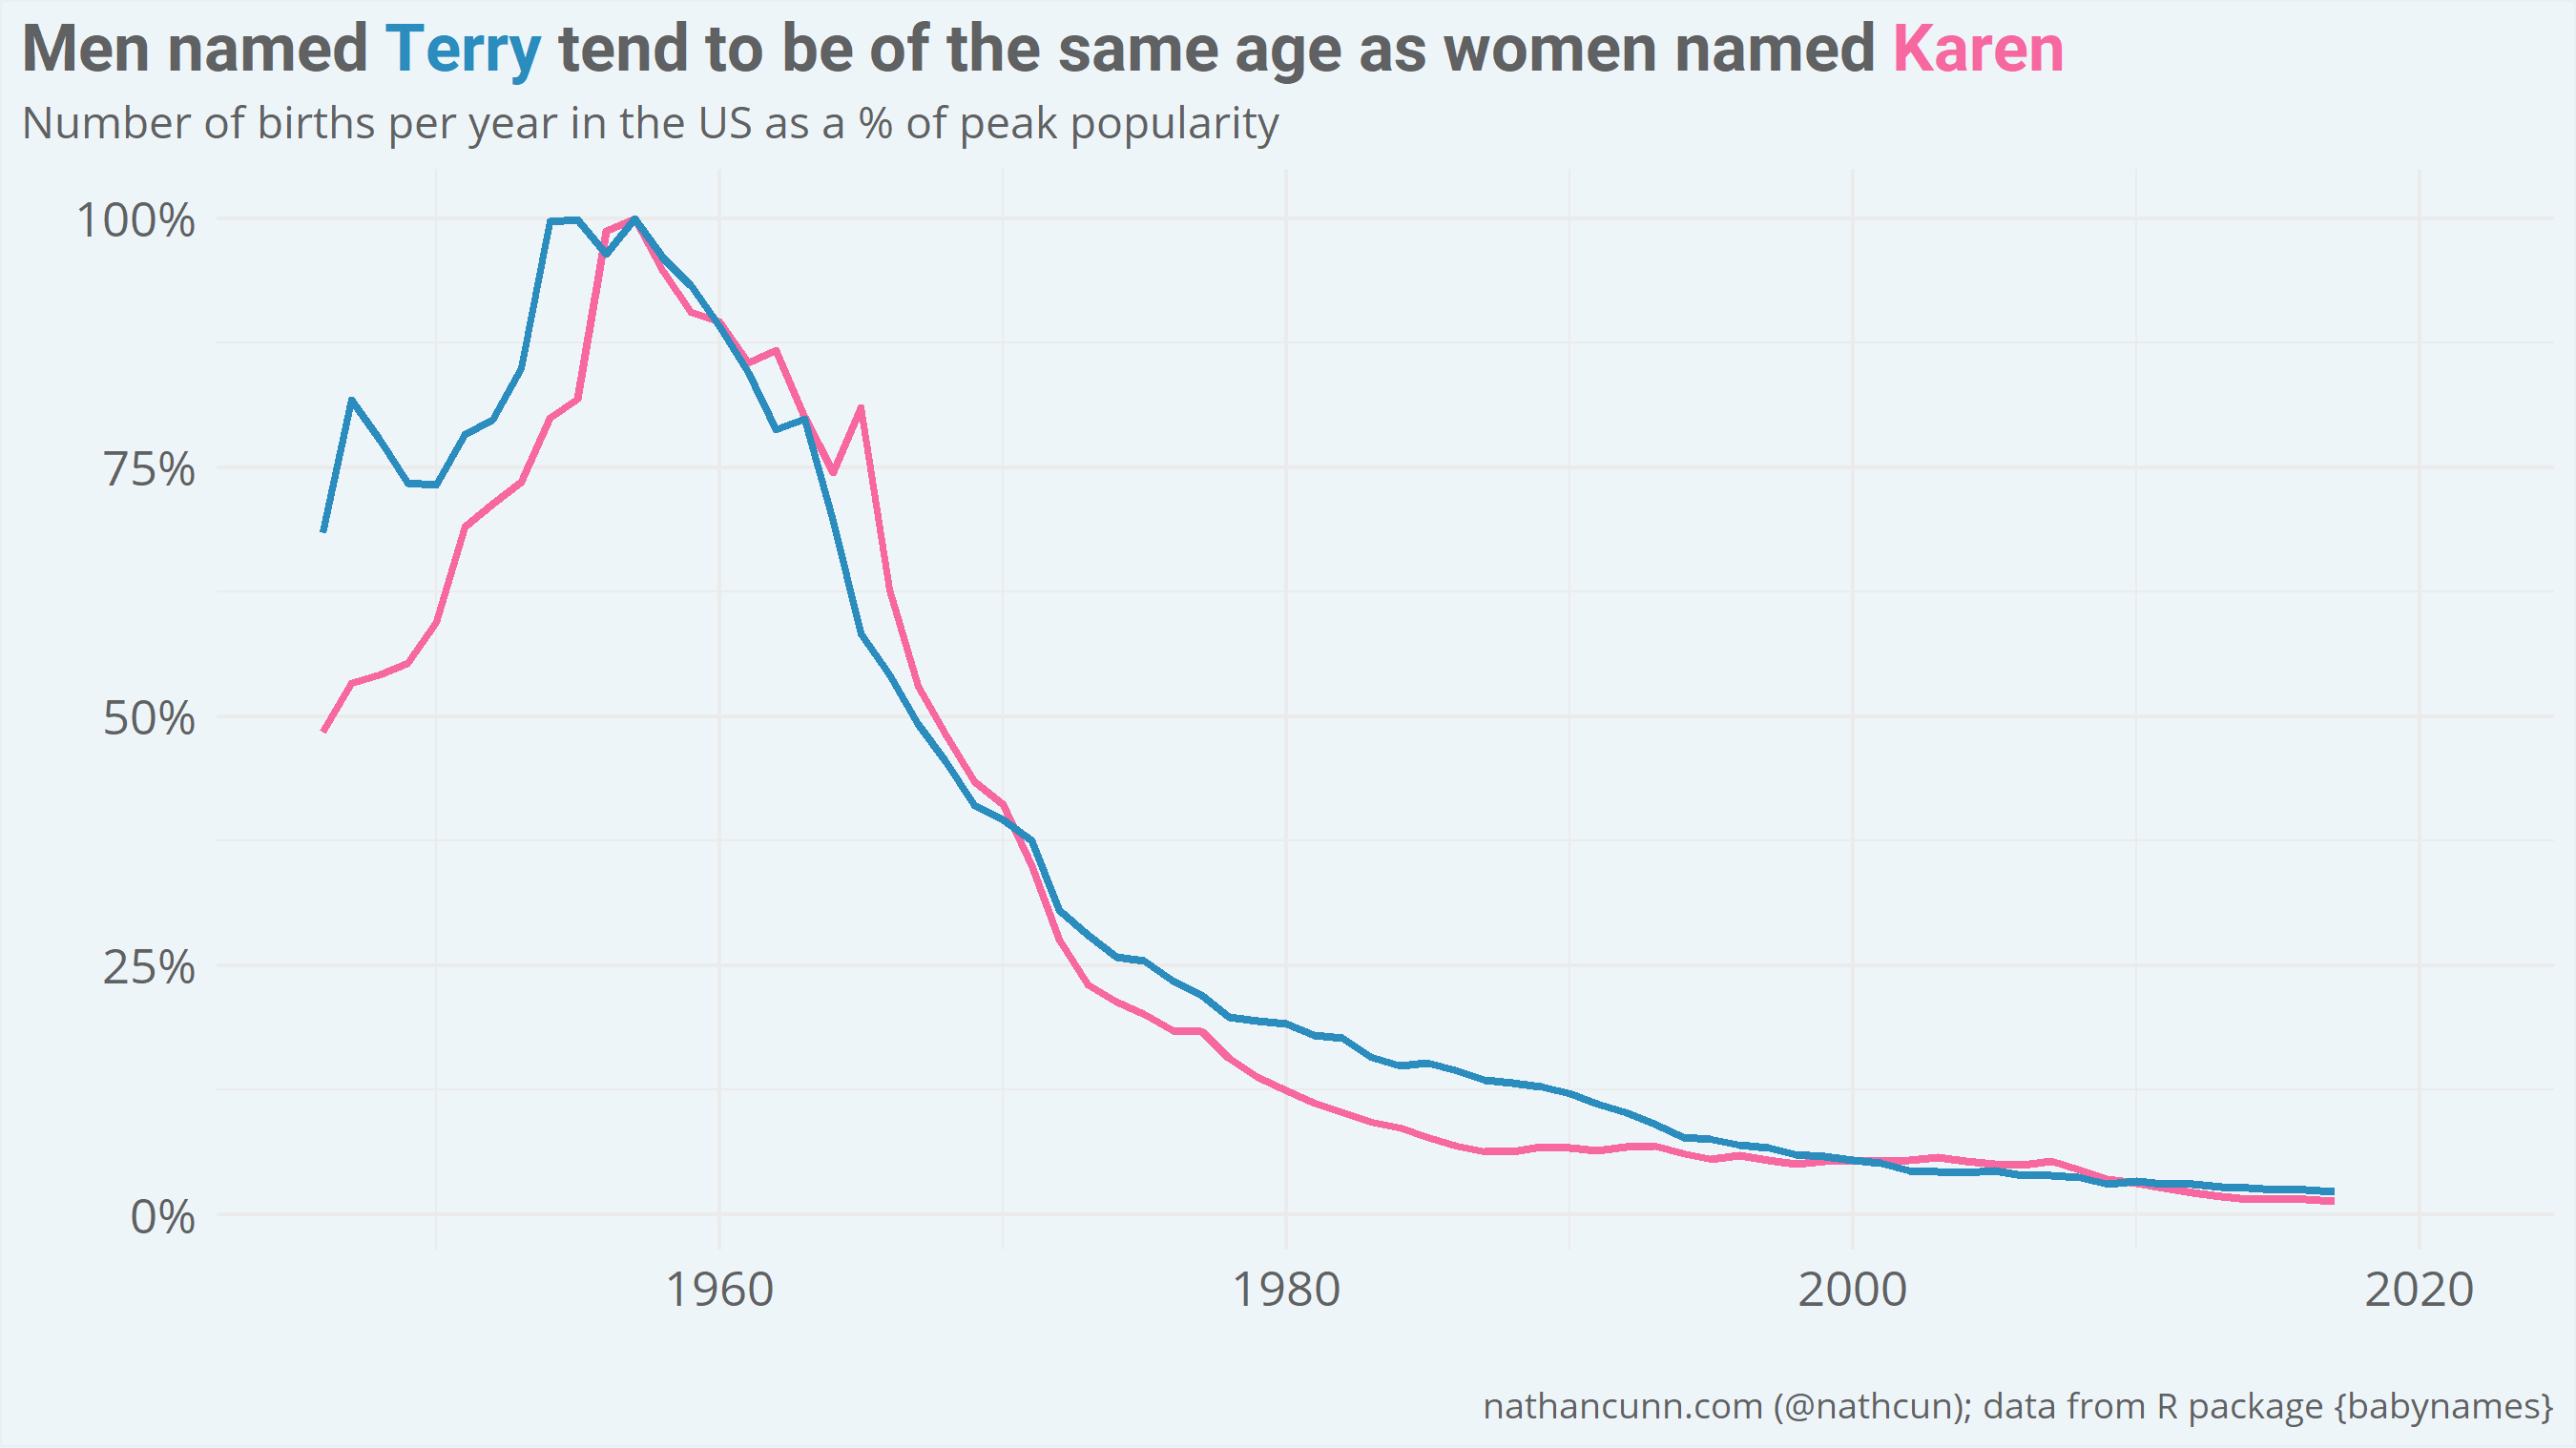 Men named Terry tend to be of the same age as women named Karen
Number of births per year in the US as a % of peak popularity
100%
75%
50%
25%
0%
1960 1980 2000 2020
nathancunn.com (@nathcun); data from R package {babynames}